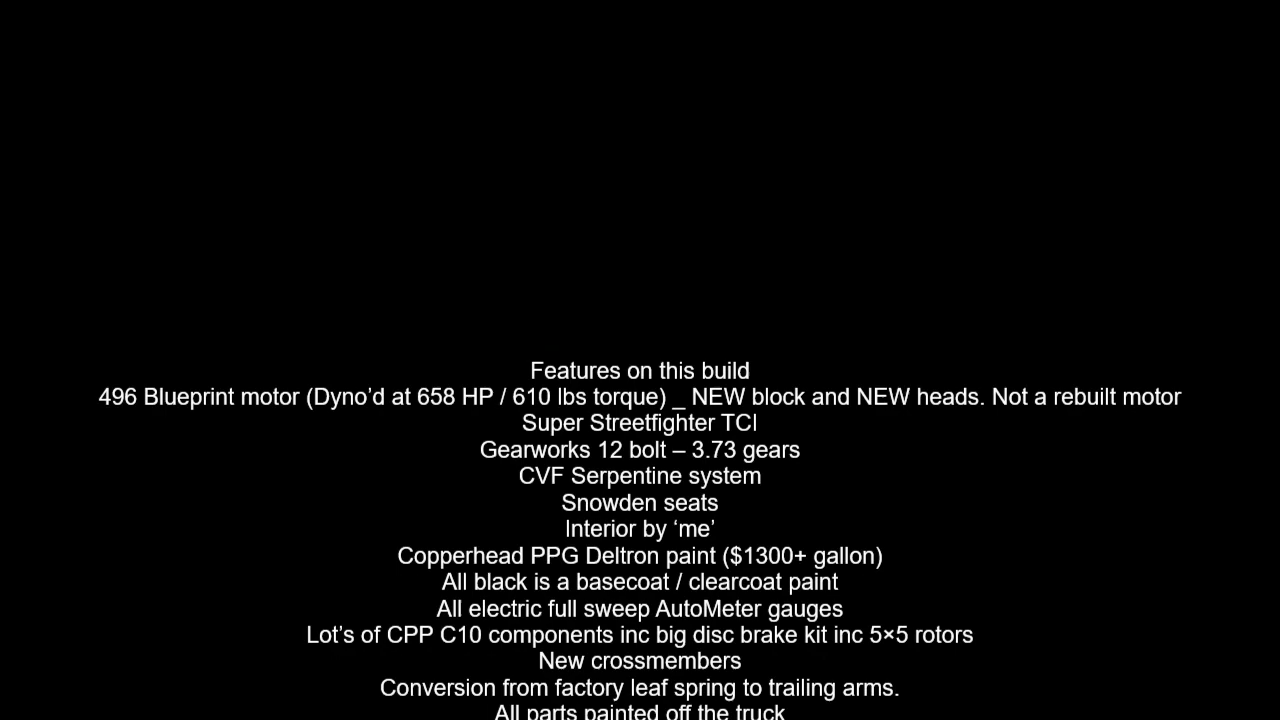 Features on this build
496 Blueprint motor (Dyno’d at 658 HP / 610 lbs torque) _ NEW block and NEW heads. Not a rebuilt motor
Super Streetfighter TCI
Gearworks 12 bolt – 3.73 gears
CVF Serpentine system
Snowden seats
Interior by ‘me’
Copperhead PPG Deltron paint ($1300+ gallon)
All black is a basecoat / clearcoat paint
All electric full sweep AutoMeter gauges
Lot’s of CPP C10 components inc big disc brake kit inc 5×5 rotors
New crossmembers
Conversion from factory leaf spring to trailing arms.
All parts painted off the truck